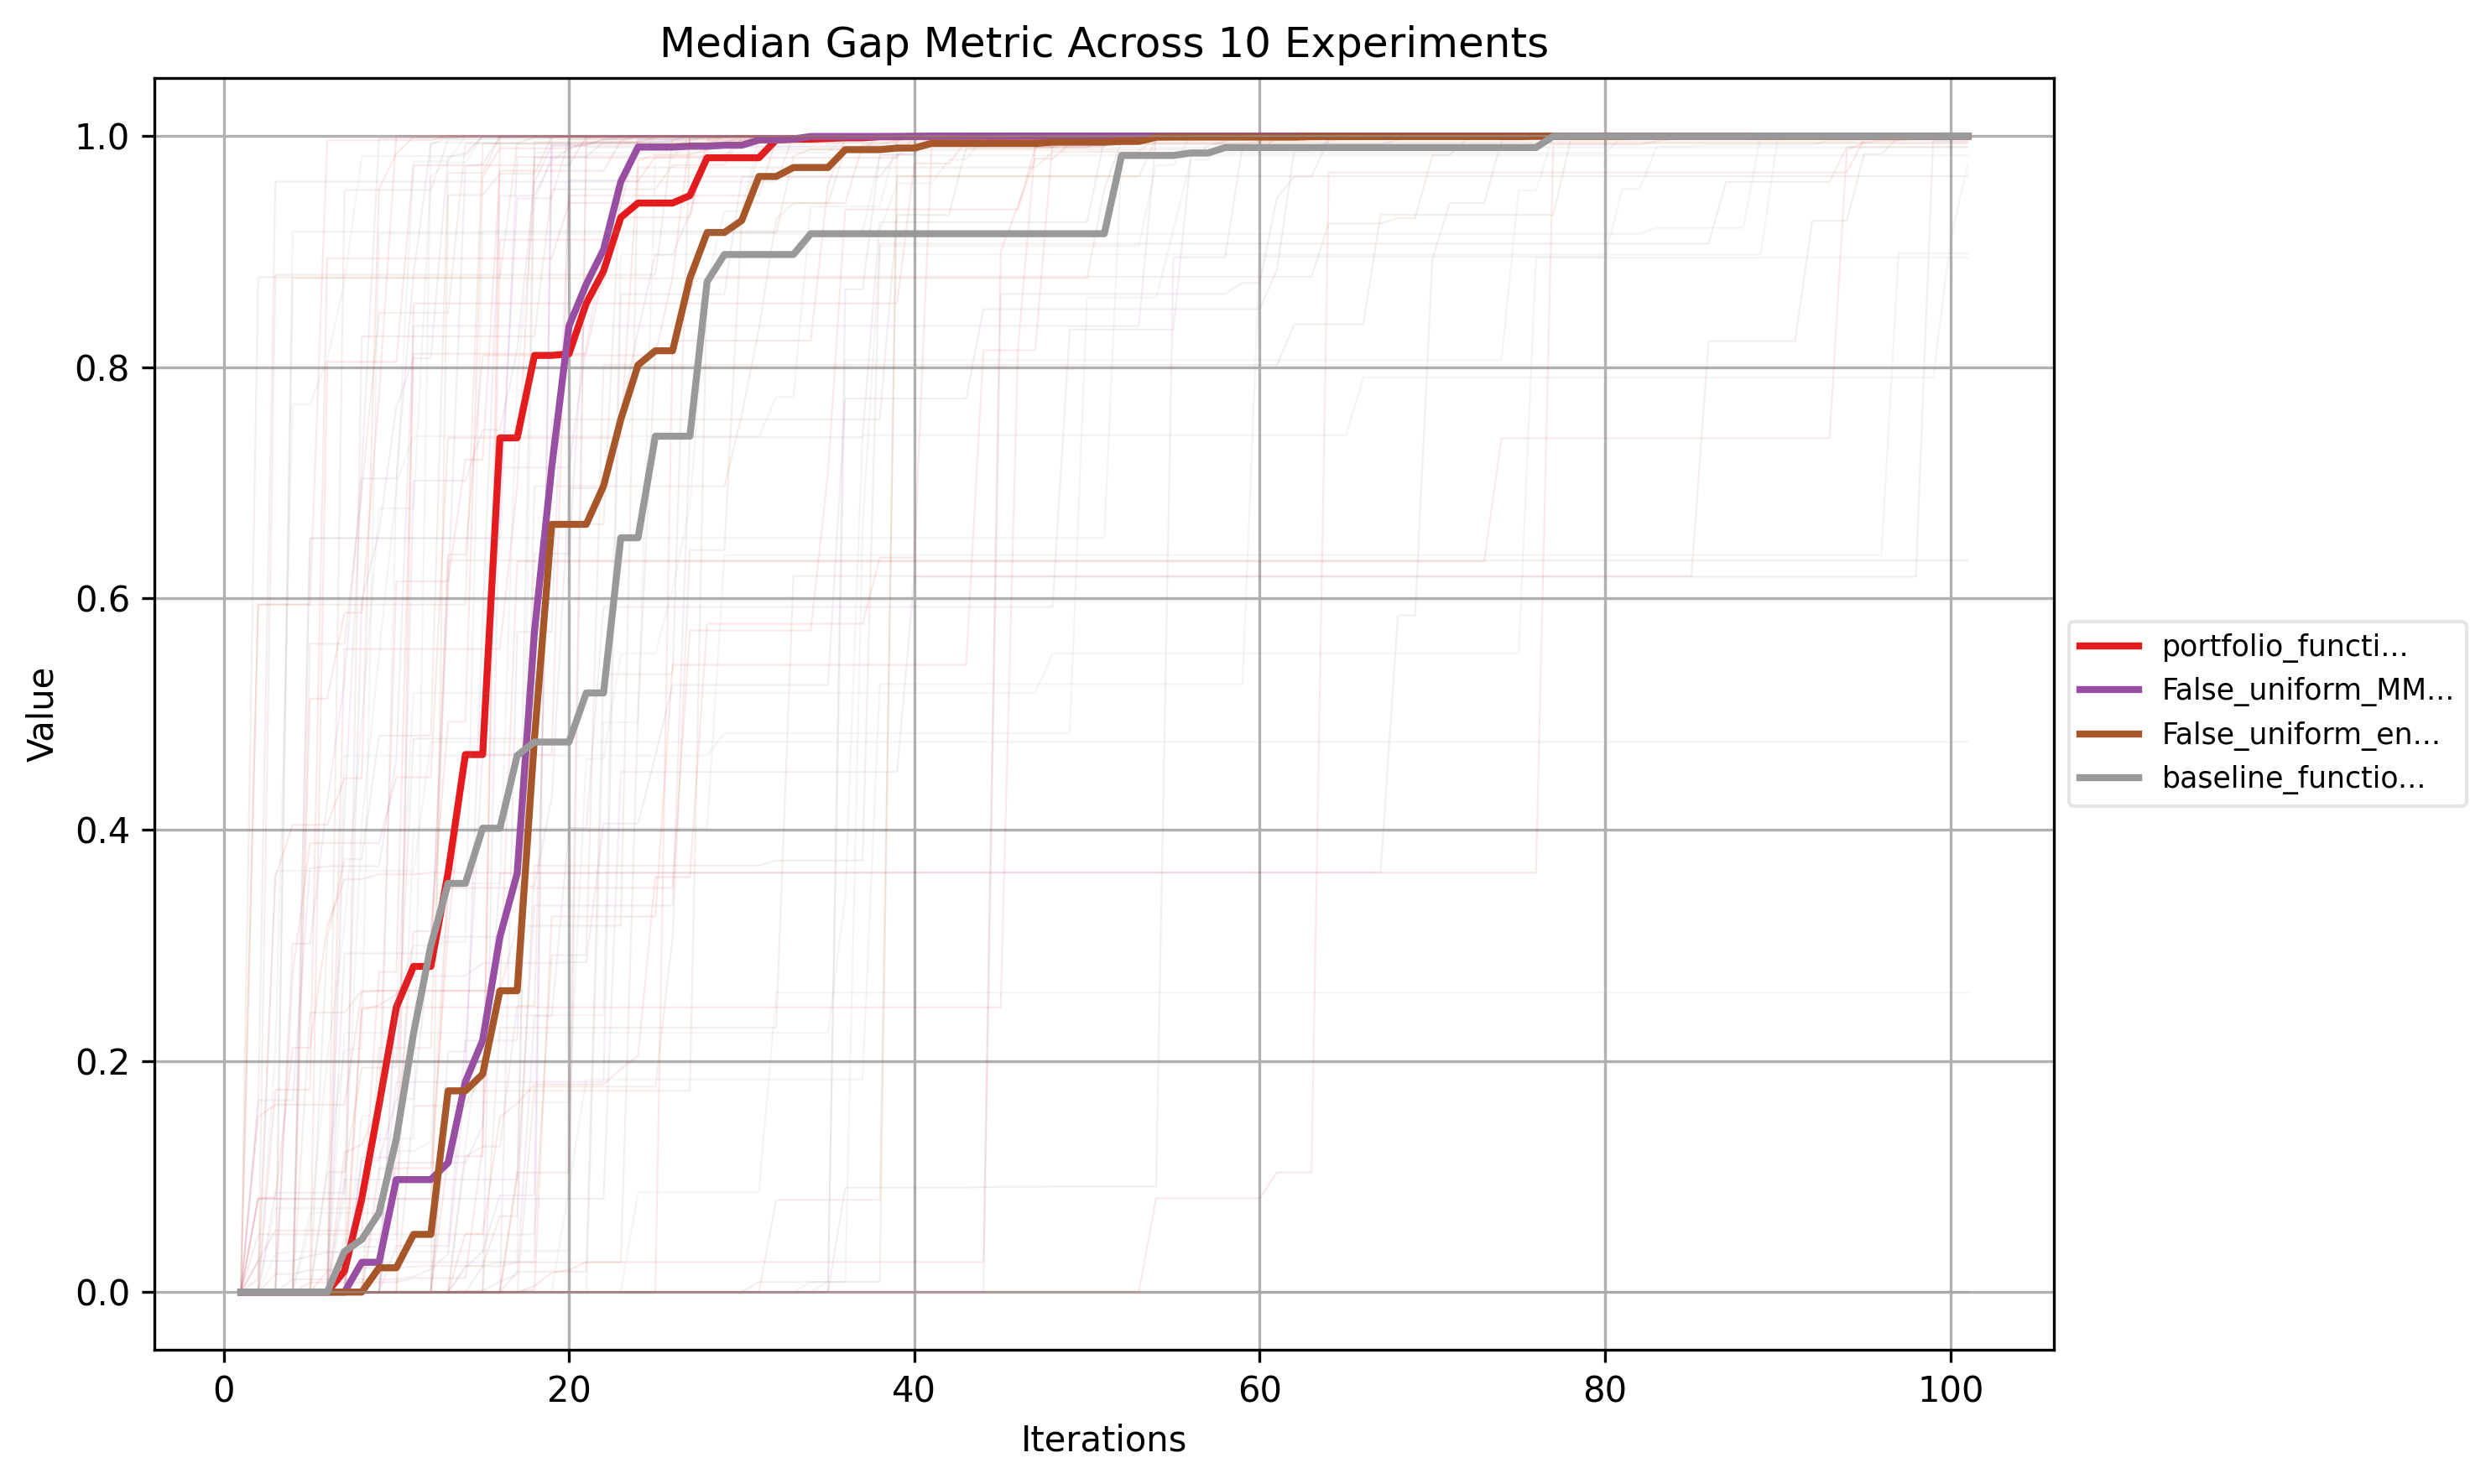 Median Gap Metric Across 10 Experiments
1.0
0.8
0.6
0.4
0.2
0.0
Value
0 20 40 60 80 100
Iterations
portfolio_functi...
False_uniform_MM...
False_uniform_en...
baseline_functio...